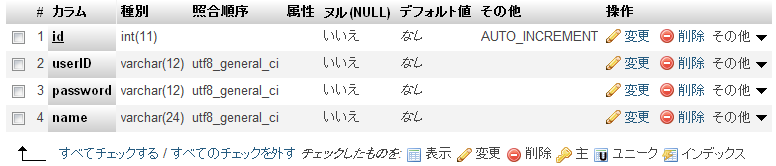 # カラム 種別 照合順序 属性 ヌル(NULL) デフォルト値 その他 操作
1 id int(11) いいえ なし AUTO_INCREMENT 変更 削除 その他
2 userID varchar(12) utf8_general_ci いいえ なし 変更 削除 その他
3 password varchar(12) utf8_general_ci いいえ なし 変更 削除 その他
4 name varchar(24) utf8_general_ci いいえ なし 変更 削除 その他
すべてチェックする / すべてのチェックを外す チェックしたものを: 表示 変更 削除 主 U ユニーク インデックス